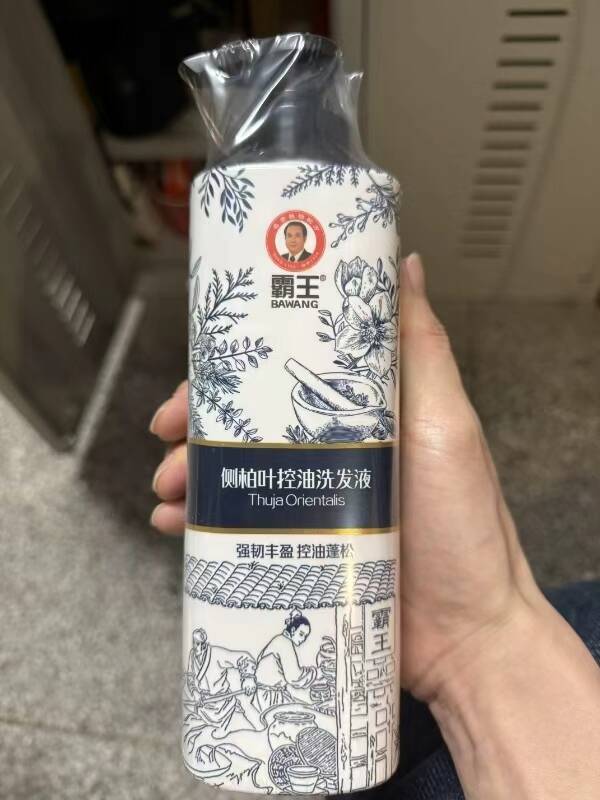 霸王®
BAWANG
侧柏叶控油洗发液
Thuja Orientalis
强韧丰盈 控油蓬松
霸王